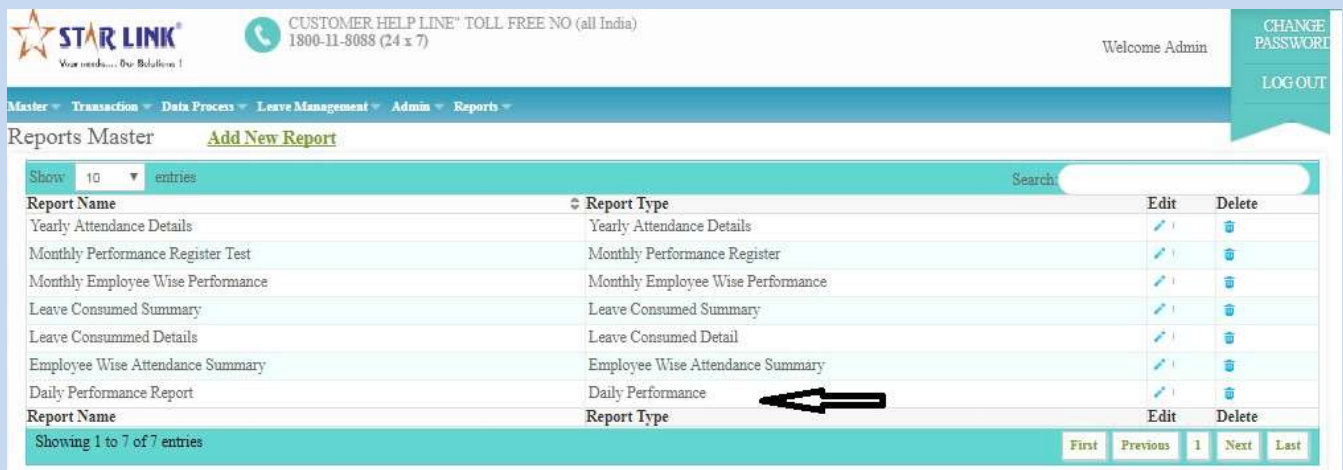 STAR LINK
Your needs.... Our Solutions !
CUSTOMER HELP LINE" TOLL FREE NO (all India)
1800-11-8088 (24 x 7)
Welcome Admin
CHANGE PASSWORD
LOG OUT
Master Transaction Data Process Leave Management Admin Reports
Reports Master Add New Report
Show 10 entries Search:
Report Name Report Type Edit Delete
Yearly Attendance Details Yearly Attendance Details
Monthly Performance Register Test Monthly Performance Register
Monthly Employee Wise Performance Monthly Employee Wise Performance
Leave Consumed Summary Leave Consumed Summary
Leave Consummed Details Leave Consumed Detail
Employee Wise Attendance Summary Employee Wise Attendance Summary
Daily Performance Report Daily Performance
Report Name Report Type Edit Delete
Showing 1 to 7 of 7 entries First Previous 1 Next Last